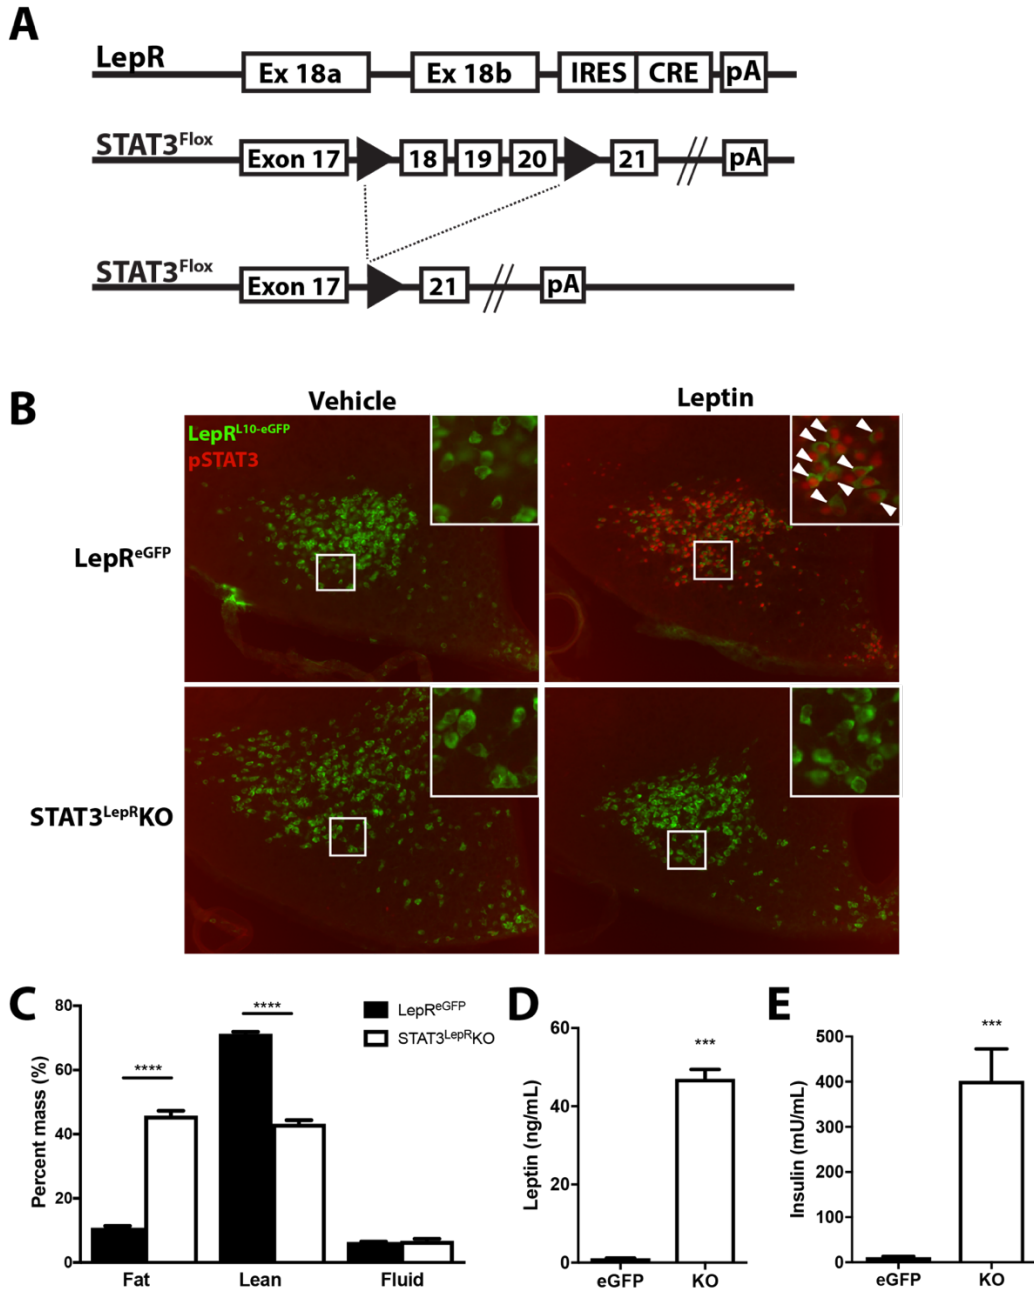 A
LepR
Ex 18a
Ex 18b
IRES
CRE
pA
STAT3Flox
Exon 17
18
19
20
21
pA
STAT3Flox
Exon 17
21
pA
B
Vehicle
Leptin
LepRL10-eGFP
pSTAT3
LepReGFP
STAT3LepRKO
C
Percent mass (%)
80
60
40
20
0
****
****
LepReGFP
STAT3LepRKO
Fat
Lean
Fluid
D
Leptin (ng/mL)
60
40
20
0
***
eGFP
KO
E
Insulin (mU/mL)
500
400
300
200
100
0
***
eGFP
KO